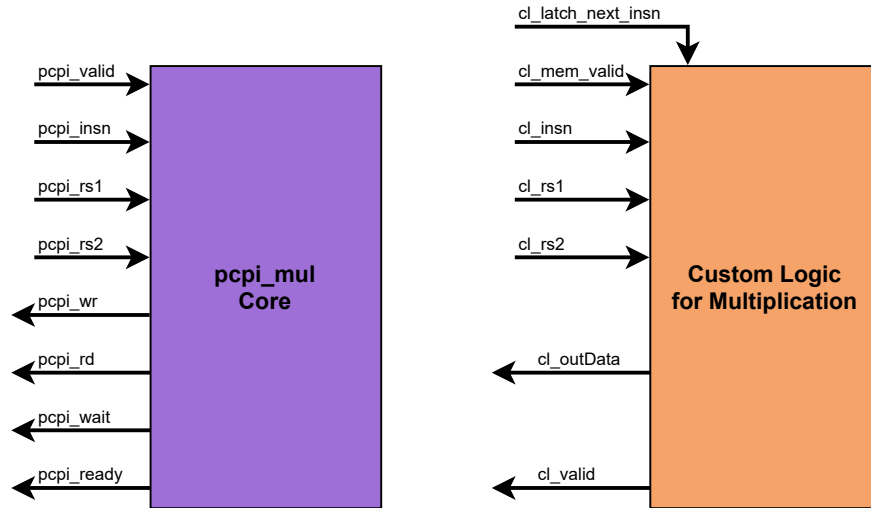 pcpi_valid
pcpi_insn
pcpi_rs1
pcpi_rs2
pcpi_wr
pcpi_rd
pcpi_wait
pcpi_ready
pcpi_mul
Core
cl_latch_next_insn
cl_mem_valid
cl_insn
cl_rs1
cl_rs2
cl_outData
cl_valid
Custom Logic
for Multiplication